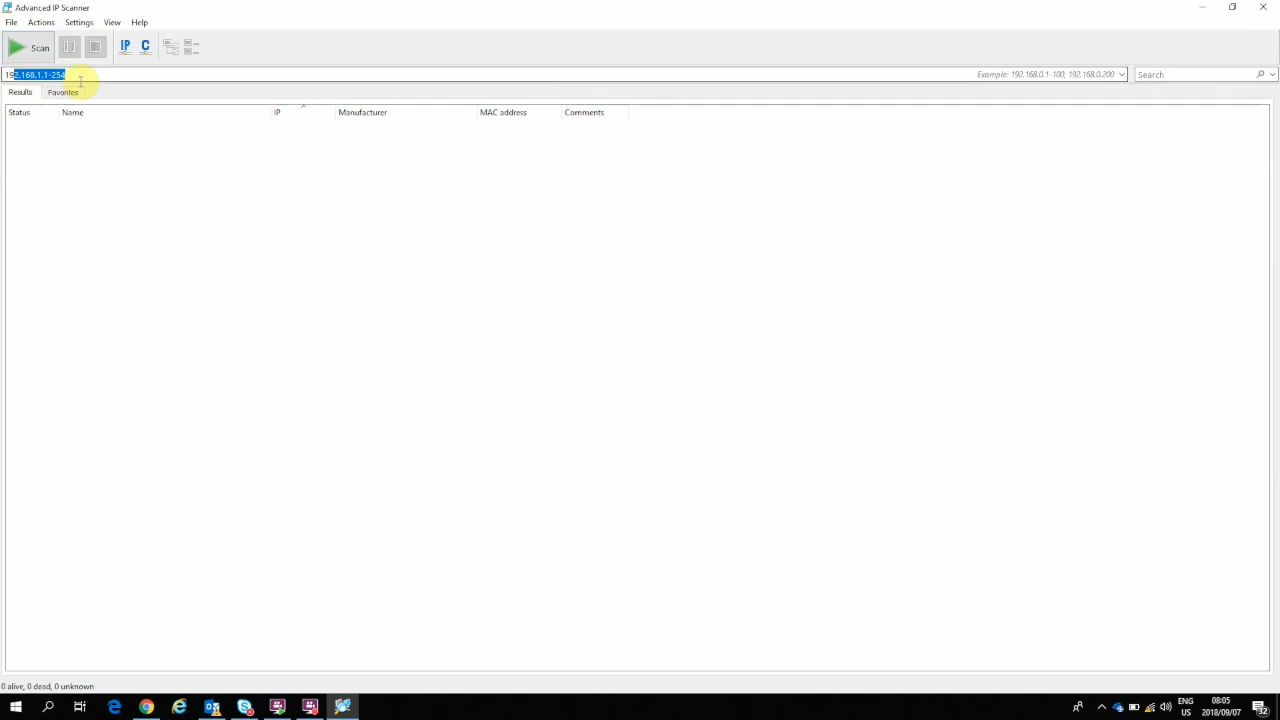 Advanced IP Scanner
File Actions Settings View Help
Scan IP C
192.168.1.1-254 Example: 192.168.0.1-100, 192.168.0.200 Search
Results Favorites
Status Name IP Manufacturer MAC address Comments
0 alive, 0 dead, 0 unknown
ENG 08:05
US 2018/09/07 32